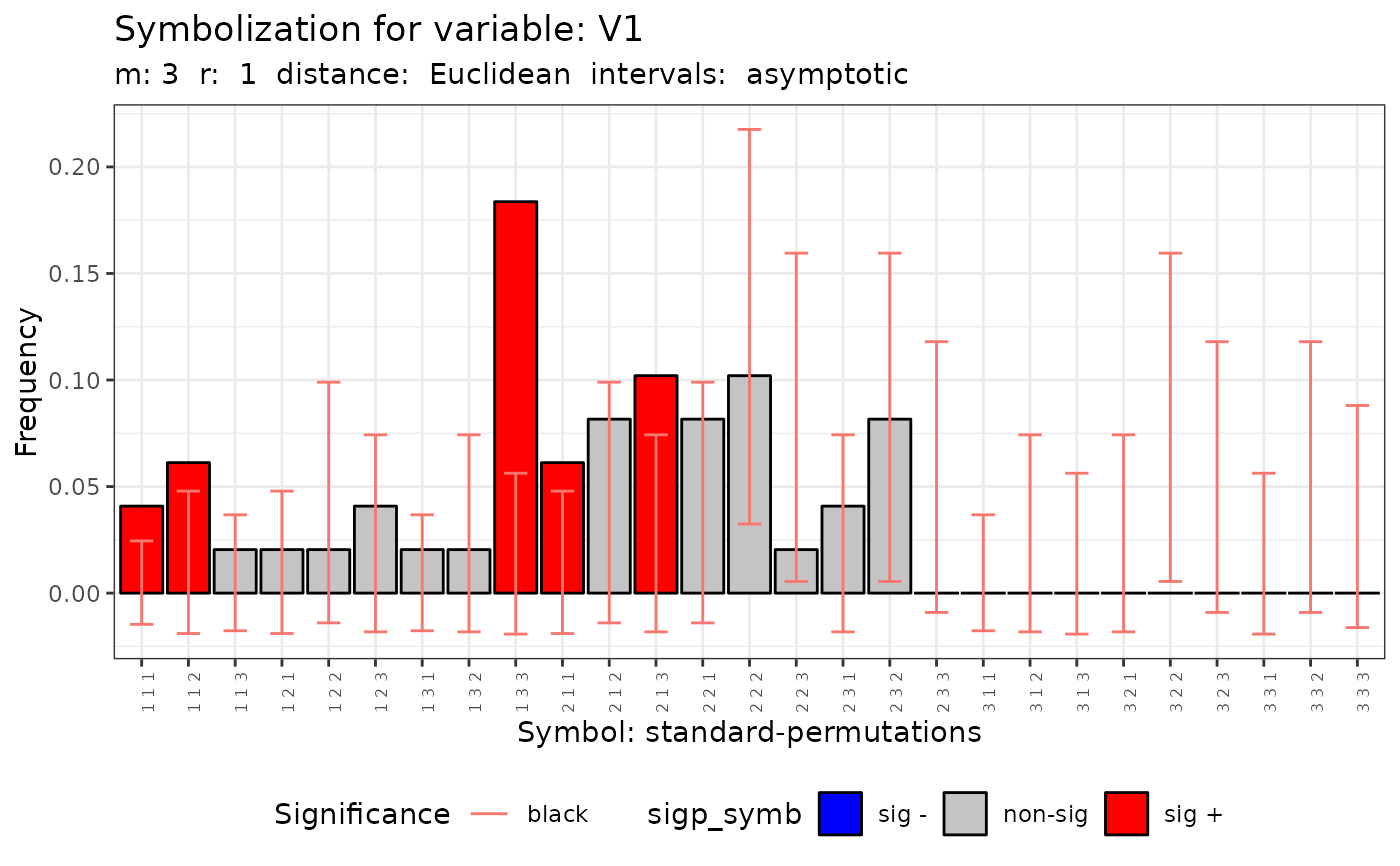 Symbolization for variable: V1
m: 3 r: 1 distance: Euclidean intervals: asymptotic
Frequency
0.20
0.15
0.10
0.05
0.00
1 1 1
1 1 2
1 1 3
1 2 1
1 2 2
1 2 3
1 3 1
1 3 2
1 3 3
2 1 1
2 1 2
2 1 3
2 2 1
2 2 2
2 2 3
2 3 1
2 3 2
2 3 3
3 1 1
3 1 2
3 1 3
3 2 1
3 2 2
3 2 3
3 3 1
3 3 2
3 3 3
Symbol: standard-permutations
Significance black sigp_symb sig - non-sig sig +